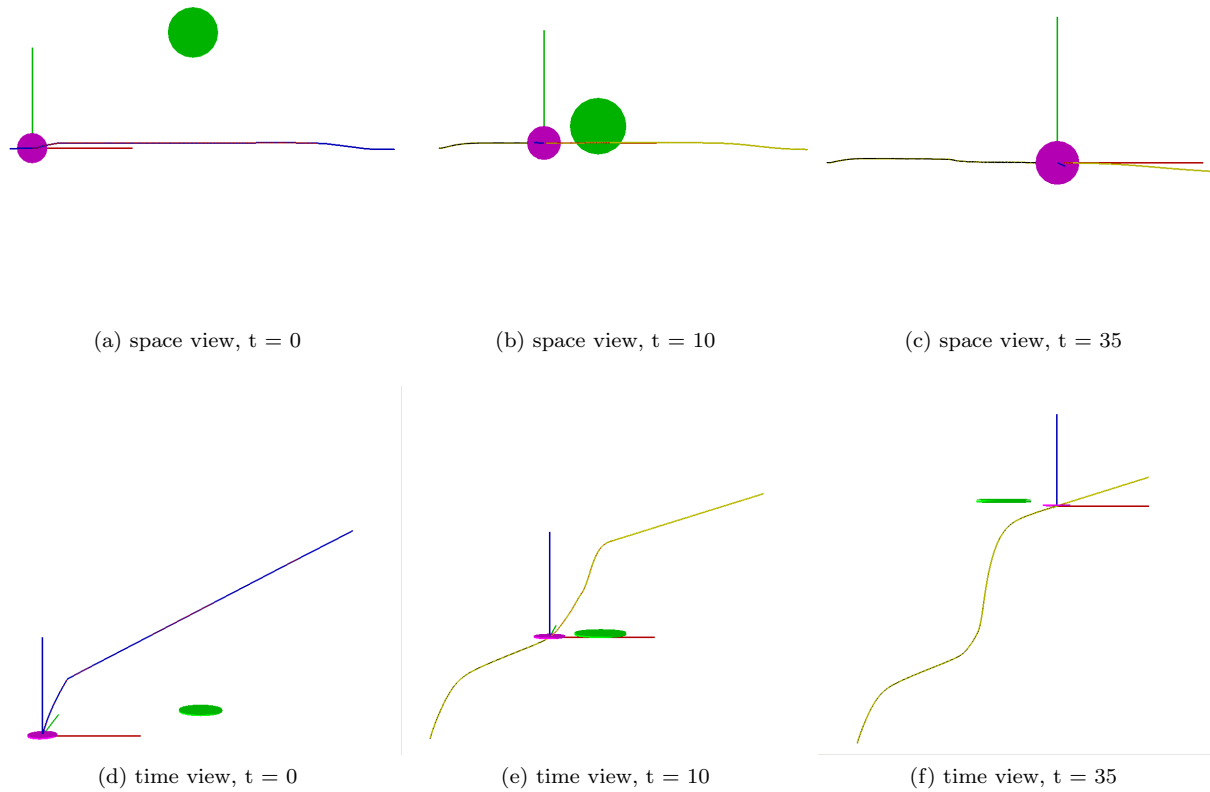 (a) space view, t = 0
(b) space view, t = 10
(c) space view, t = 35
(d) time view, t = 0
(e) time view, t = 10
(f) time view, t = 35